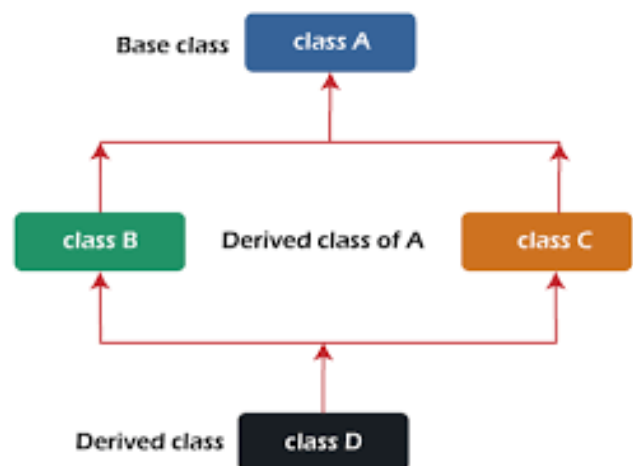 Base class
class A
class B
Derived class of A
class C
Derived class
class D